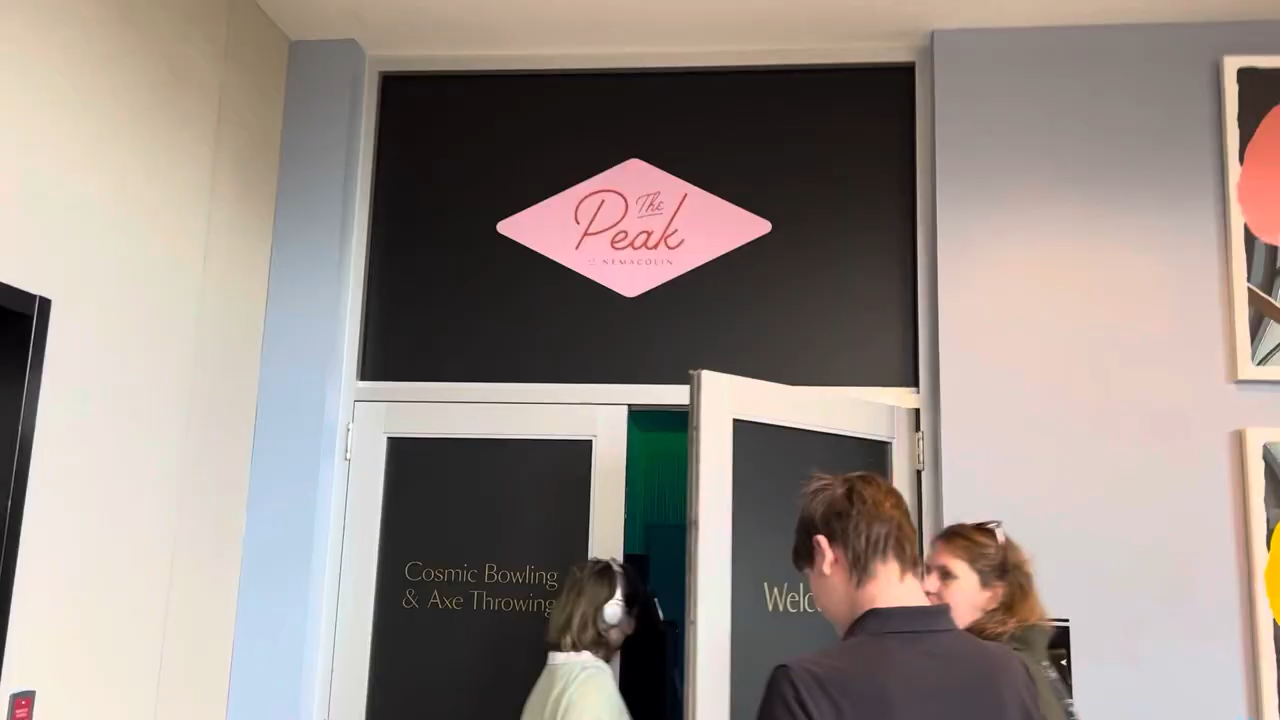 The
Peak
NEMACOLIN
Cosmic Bowling
& Axe Throwing